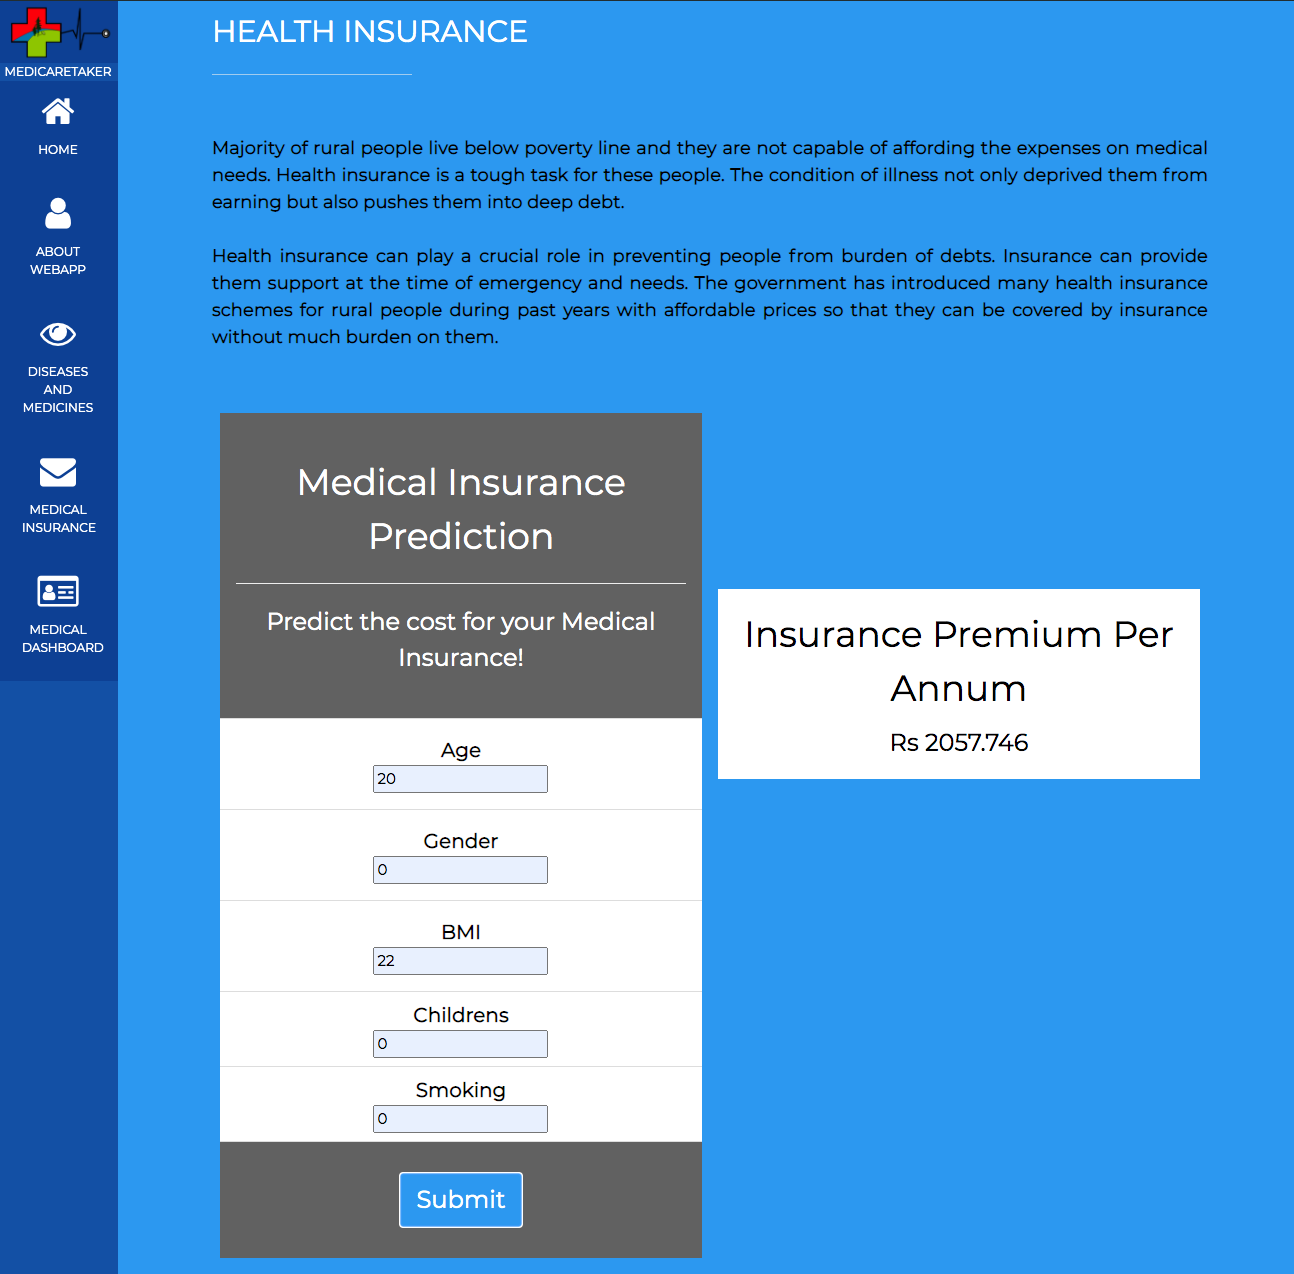 MEDICARETAKER
HOME
ABOUT
WEBAPP
DISEASES
AND
MEDICINES
MEDICAL
INSURANCE
MEDICAL
DASHBOARD
HEALTH INSURANCE
Majority of rural people live below poverty line and they are not capable of affording the expenses on medical
needs. Health insurance is a tough task for these people. The condition of illness not only deprived them from
earning but also pushes them into deep debt.
Health insurance can play a crucial role in preventing people from burden of debts. Insurance can provide
them support at the time of emergency and needs. The government has introduced many health insurance
schemes for rural people during past years with affordable prices so that they can be covered by insurance
without much burden on them.
Medical Insurance
Prediction
Predict the cost for your Medical
Insurance!
Age
20
Gender
0
BMI
22
Childrens
0
Smoking
0
Submit
Insurance Premium Per
Annum
Rs 2057.746